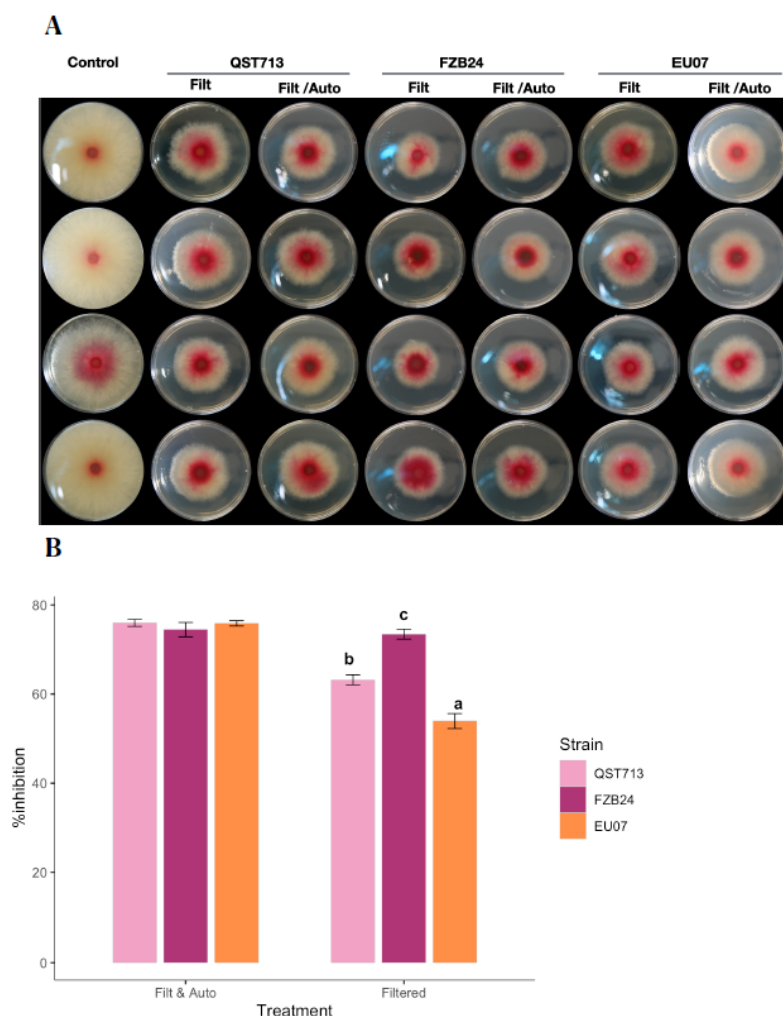 A
Control QST713 FZB24 EU07
Filt Filt /Auto Filt Filt /Auto Filt Filt /Auto
B
80
60
40
20
0
%inhibition
b
c
a
Filt & Auto Filtered
Treatment
Strain
QST713
FZB24
EU07